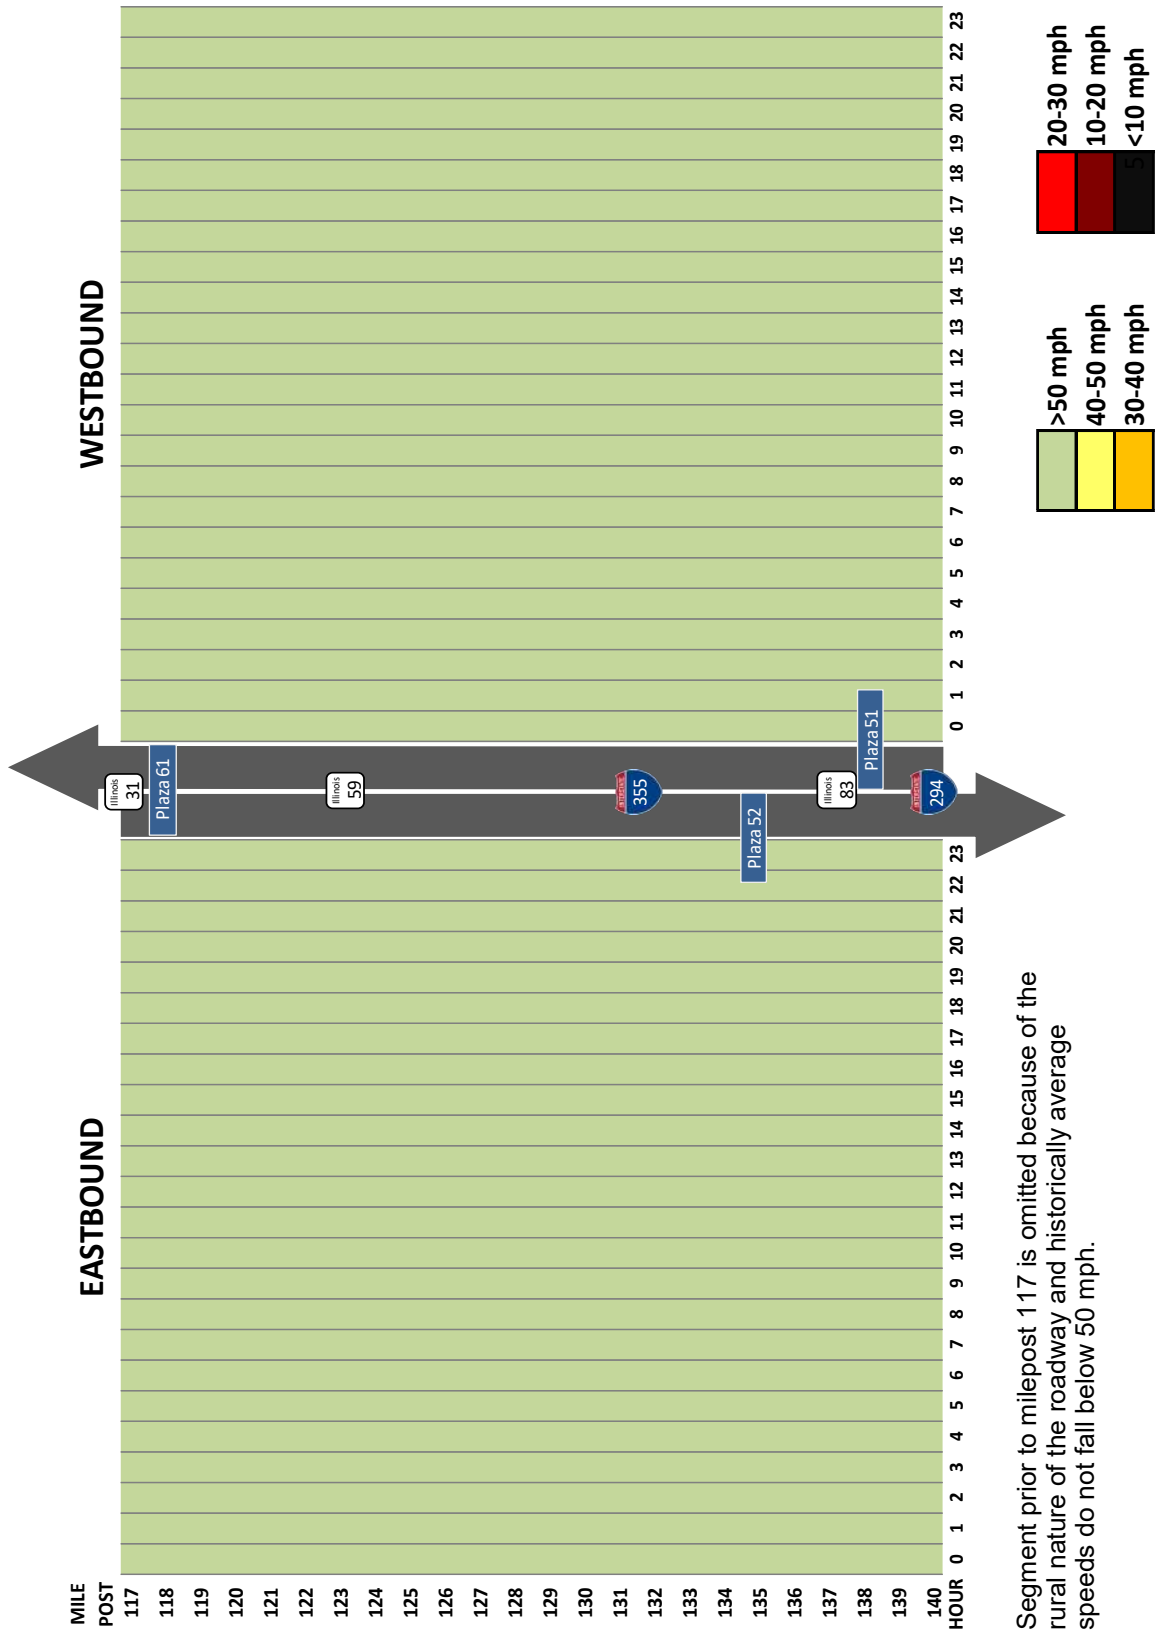 EASTBOUND
WESTBOUND
MILE
POST
117
118
119
120
121
122
123
124
125
126
127
128
129
130
131
132
133
134
135
136
137
138
139
140
HOUR 0 1 2 3 4 5 6 7 8 9 10 11 12 13 14 15 16 17 18 19 20 21 22 23
0 1 2 3 4 5 6 7 8 9 10 11 12 13 14 15 16 17 18 19 20 21 22 23
Illinois
31
Plaza 61
Illinois
59
INTERSTATE
355
Plaza 52
Illinois
83
Plaza 51
INTERSTATE
294
Segment prior to milepost 117 is omitted because of the
rural nature of the roadway and historically average
speeds do not fall below 50 mph.
>50 mph
40-50 mph
30-40 mph
20-30 mph
10-20 mph
<10 mph
5